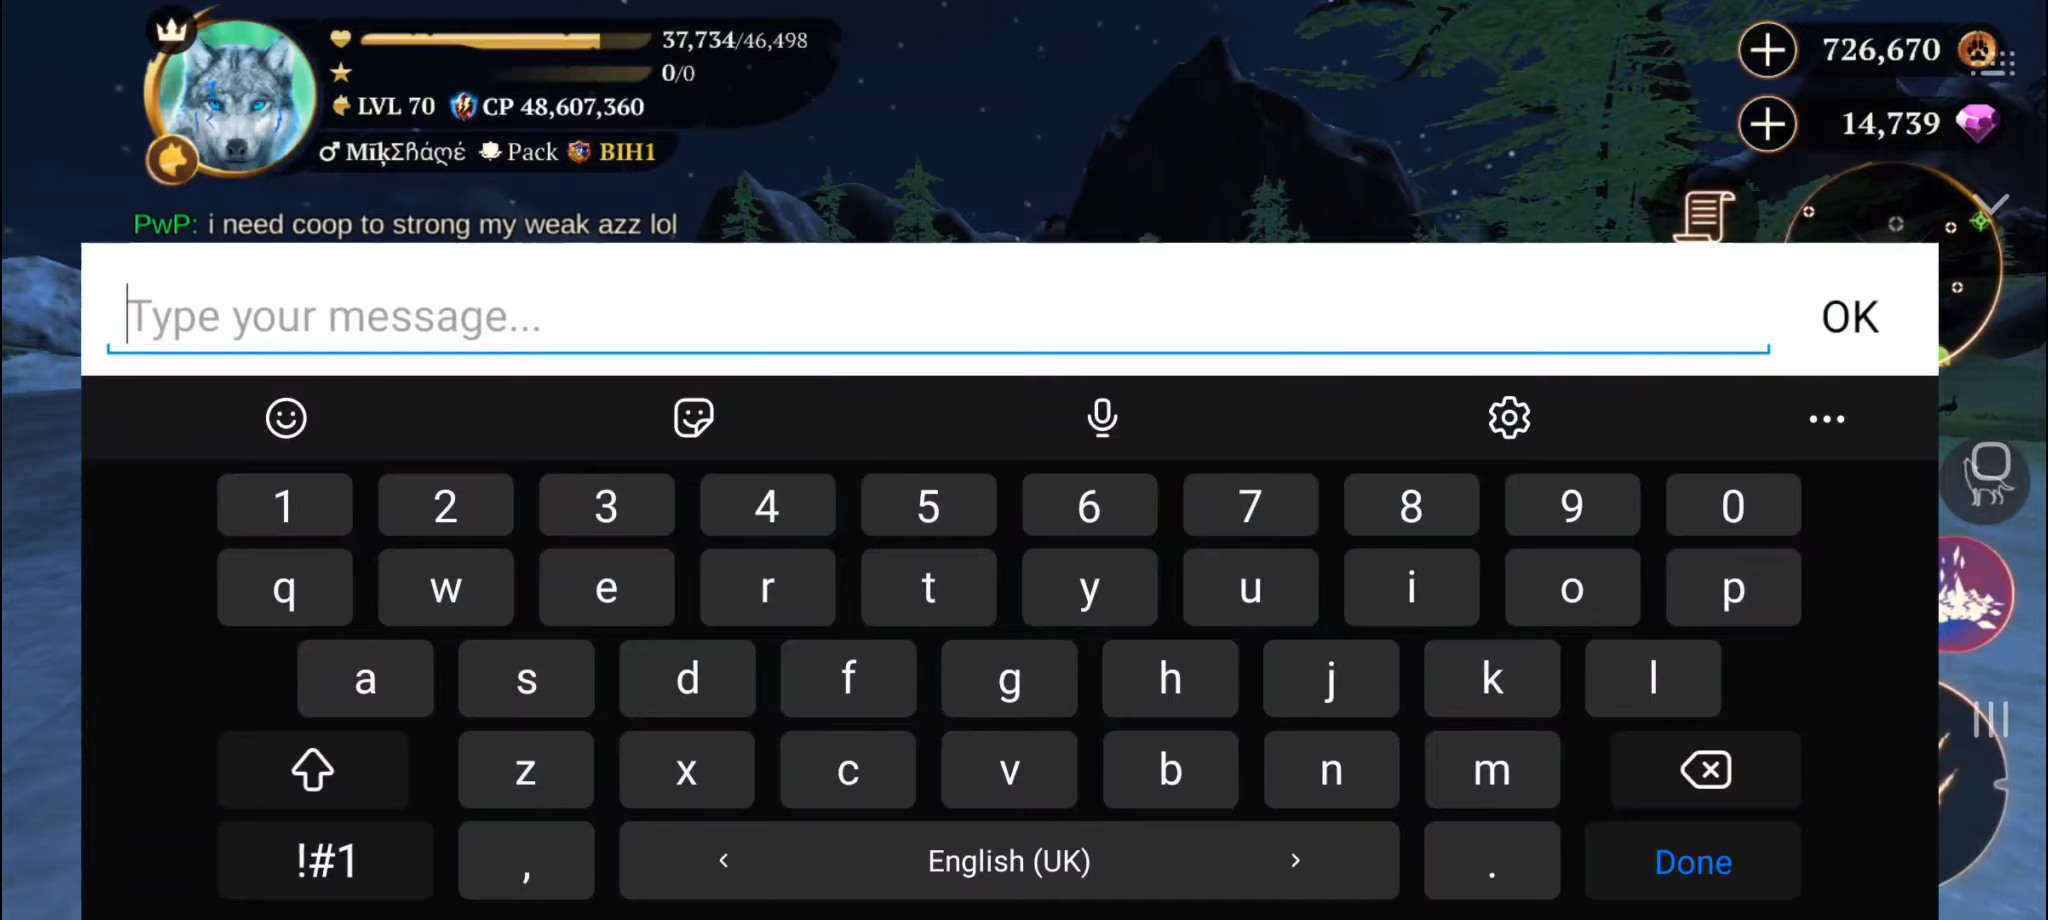 37,734/46,498
0/0
LVL 70 CP 48,607,360
♂ MīķΣɦάღέ Pack BIH1
726,670
14,739
PwP: i need coop to strong my weak azz lol
Type your message...
OK
1 2 3 4 5 6 7 8 9 0
q w e r t y u i o p
a s d f g h j k l
z x c v b n m
!#1 , < English (UK) > . Done